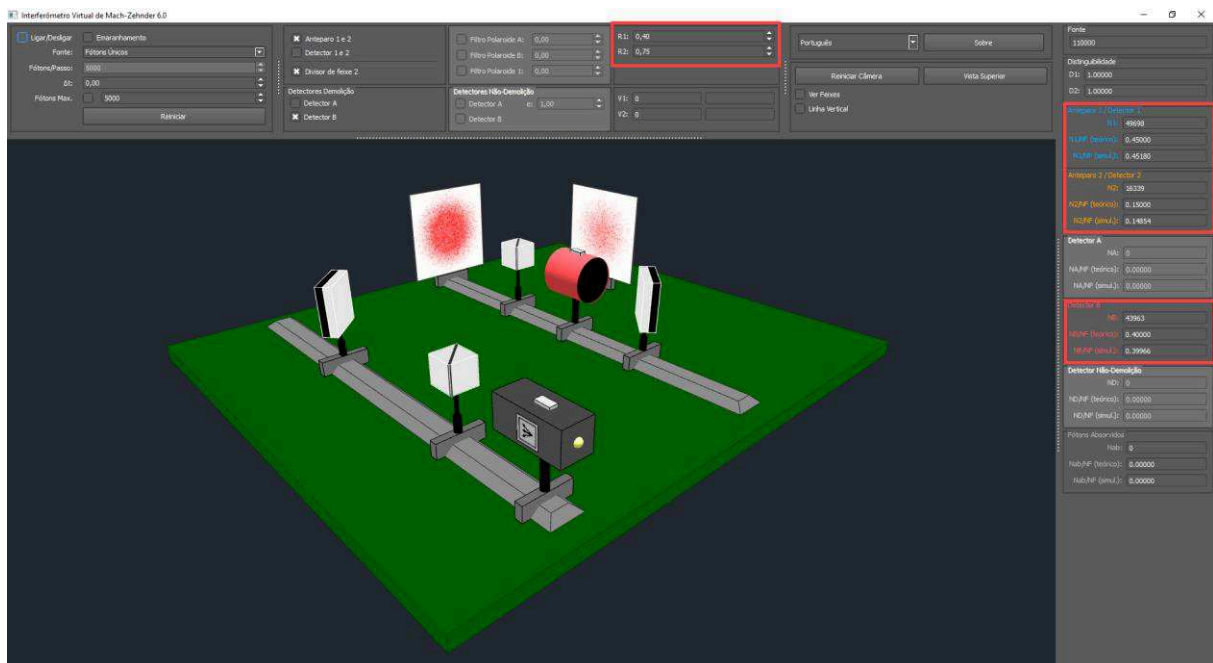 Interferômetro Virtual de Mach-Zehnder 6.0
Ligar/Desligar Emaranhamento
Fonte: Fótons Únicos
Fótons/Passo: 5000
Δt: 0,00
Fótons Max. 5000
Reiniciar
Anteparo 1 e 2
Detector 1 e 2
Divisor de feixe 2
Detectores Demolição
Detector A
Detector B
Filtro Polaroide A: 0,00
Filtro Polaroide B: 0,00
Filtro Polaroide 1: 0,00
Detectores Não-Demolição
Detector A e: 1,00
Detector B
R1: 0,40
R2: 0,75
V1: 0
V2: 0
Português Sobre
Reiniciar Câmera Vista Superior
Ver Feixes
Linha Vertical
Fonte
110000
Distinguibilidade
D1: 1.00000
D2: 1.00000
Anteparo 1 / Detector 1
N1: 49698
N1/NF (teórico): 0.45000
N1/NF (simul.): 0.45180
Anteparo 2 / Detector 2
N2: 16339
N2/NF (teórico): 0.15000
N2/NF (simul.): 0.14854
Detector A
NA: 0
NA/NF (teórico): 0.00000
NA/NF (simul.): 0.00000
Detector B
NB: 43963
NB/NF (teórico): 0.40000
NB/NF (simul.): 0.39966
Detector Não-Demolição
ND: 0
ND/NF (teórico): 0.00000
ND/NF (simul.): 0.00000
Fótons Absorvidos
Nab: 0
Nab/NF (teórico): 0.00000
Nab/NF (simul.): 0.00000